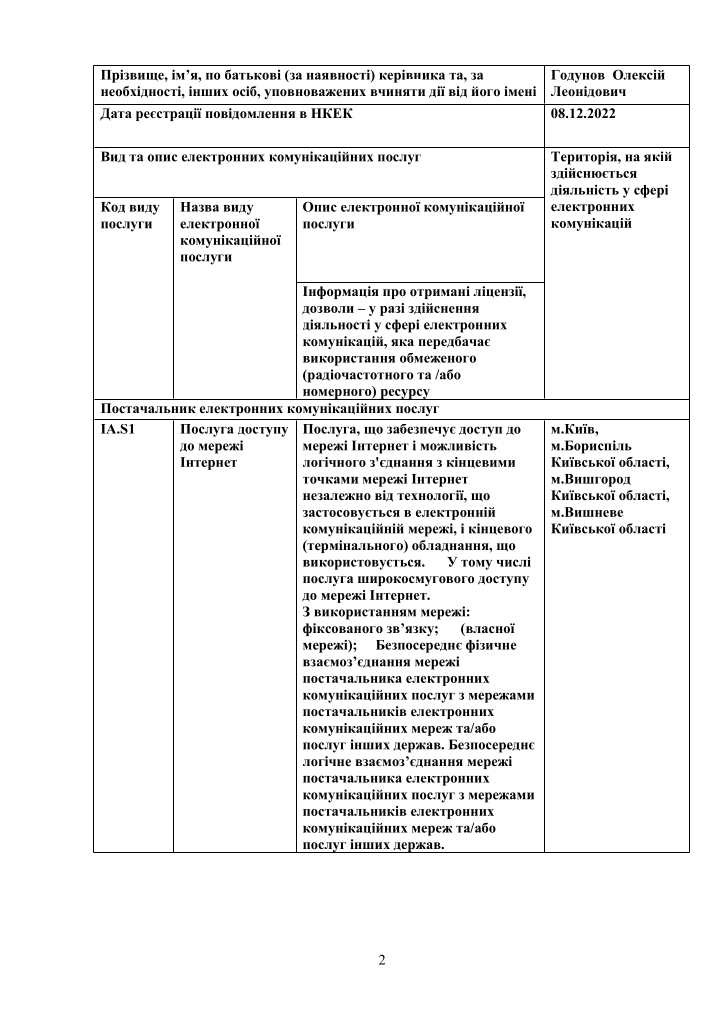 Прізвище, ім’я, по батькові (за наявності) керівника та, за
необхідності, інших осіб, уповноважених вчиняти дії від його імені
Годунов Олексій
Леонідович
Дата реєстрації повідомлення в НКЕК
08.12.2022
Вид та опис електронних комунікаційних послуг
Територія, на якій
здійснюється
діяльність у сфері
електронних
комунікацій
Код виду
послуги
Назва виду
електронної
комунікаційної
послуги
Опис електронної комунікаційної
послуги
Інформація про отримані ліцензії,
дозволи – у разі здійснення
діяльності у сфері електронних
комунікацій, яка передбачає
використання обмеженого
(радіочастотного та /або
номерного) ресурсу
Постачальник електронних комунікаційних послуг
IA.S1
Послуга доступу
до мережі
Інтернет
Послуга, що забезпечує доступ до
мережі Інтернет і можливість
логічного з'єднання з кінцевими
точками мережі Інтернет
незалежно від технології, що
застосовується в електронній
комунікаційній мережі, і кінцевого
(термінального) обладнання, що
використовується. У тому числі
послуга широкосмугового доступу
до мережі Інтернет.
З використанням мережі:
фіксованого зв’язку; (власної
мережі); Безпосереднє фізичне
взаємоз’єднання мережі
постачальника електронних
комунікаційних послуг з мережами
постачальників електронних
комунікаційних мереж та/або
послуг інших держав. Безпосереднє
логічне взаємоз’єднання мережі
постачальника електронних
комунікаційних послуг з мережами
постачальників електронних
комунікаційних мереж та/або
послуг інших держав.
м.Київ,
м.Бориспіль
Київської області,
м.Вишгород
Київської області,
м.Вишневе
Київської області
2